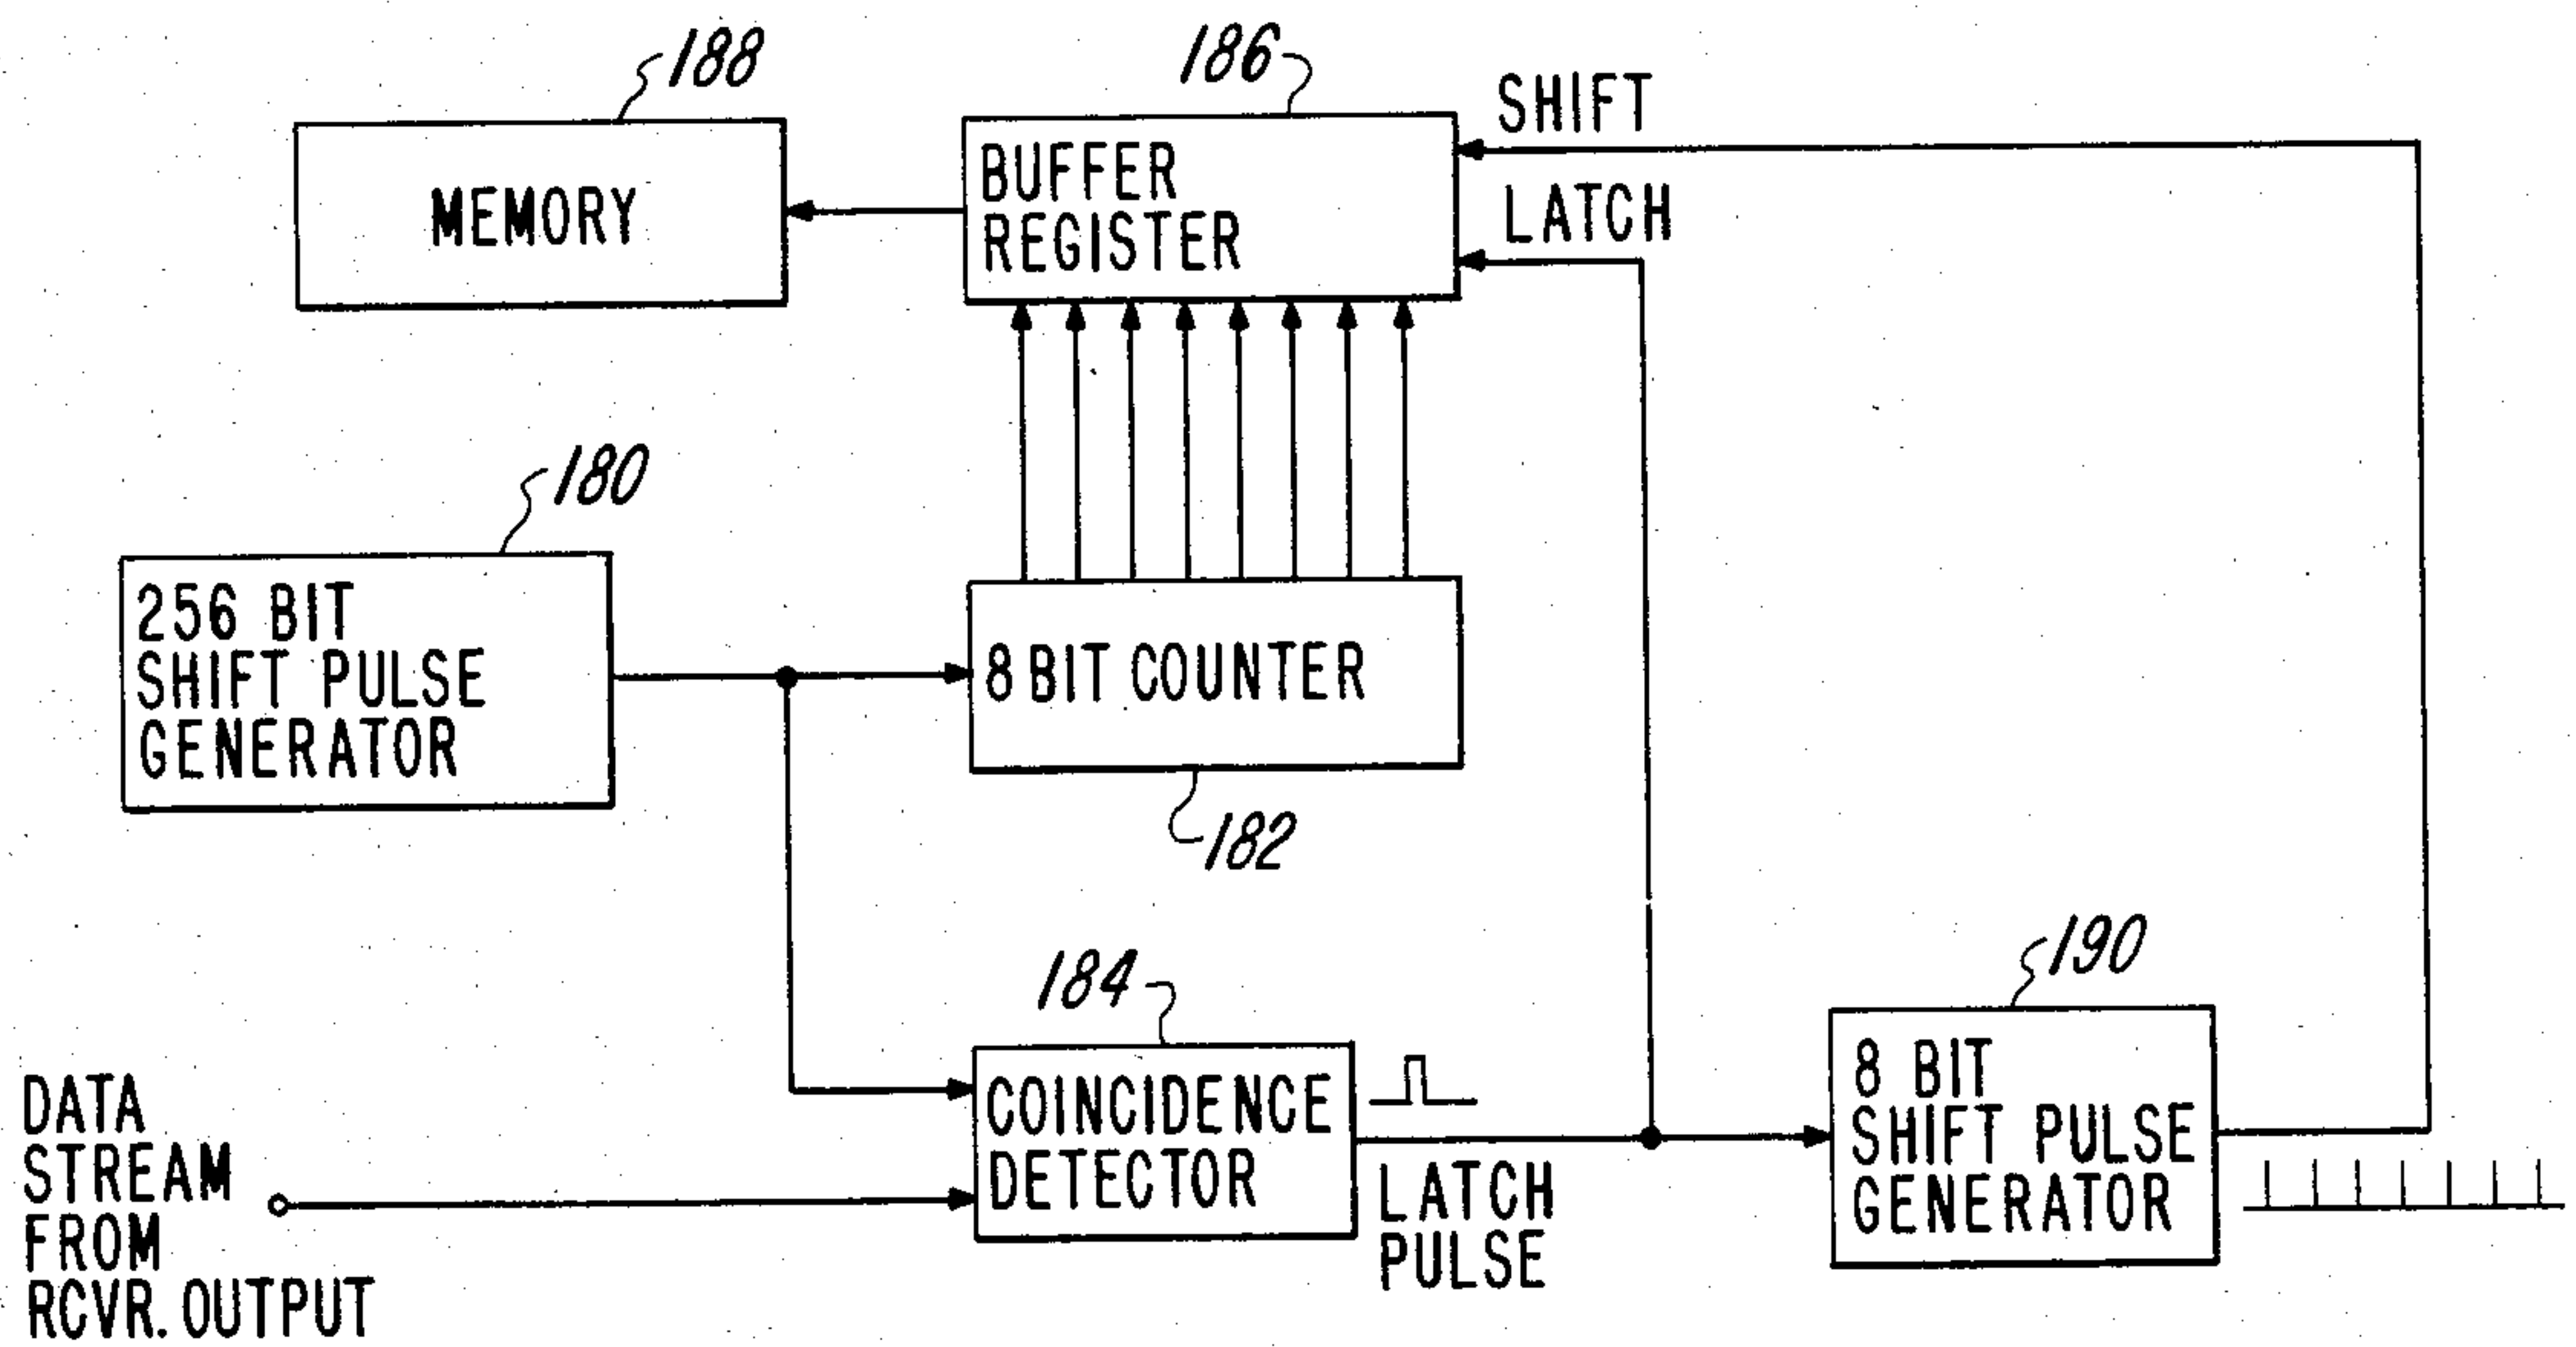 188
186
SHIFT
MEMORY
BUFFER
REGISTER
LATCH
180
256 BIT
SHIFT PULSE
GENERATOR
8 BIT COUNTER
182
184
190
DATA
STREAM
FROM
RCVR. OUTPUT
COINCIDENCE
DETECTOR
LATCH
PULSE
8 BIT
SHIFT PULSE
GENERATOR